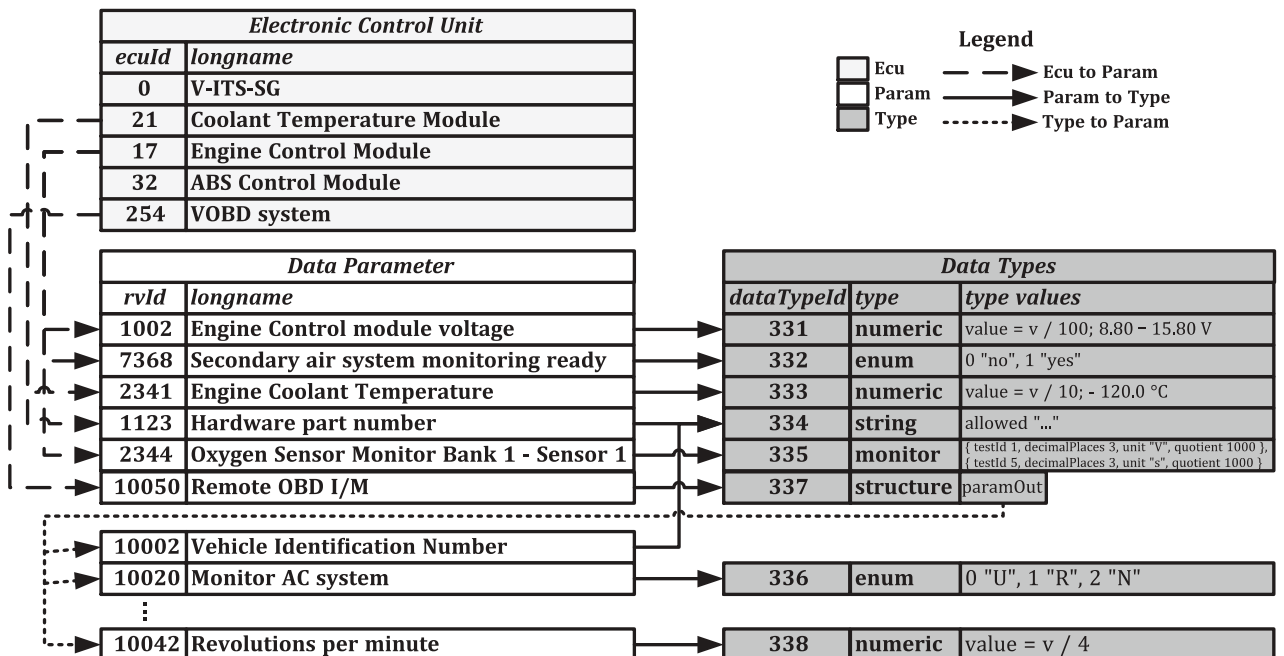 Electronic Control Unit
ecuId longname
0 V-ITS-SG
21 Coolant Temperature Module
17 Engine Control Module
32 ABS Control Module
254 VOBD system
Legend
Ecu Ecu to Param
Param Param to Type
Type Type to Param
Data Parameter
rvId longname
1002 Engine Control module voltage
7368 Secondary air system monitoring ready
2341 Engine Coolant Temperature
1123 Hardware part number
2344 Oxygen Sensor Monitor Bank 1 - Sensor 1
10050 Remote OBD I/M
10002 Vehicle Identification Number
10020 Monitor AC system
⋮
10042 Revolutions per minute
Data Types
dataTypeId type type values
331 numeric value = v / 100; 8.80 – 15.80 V
332 enum 0 "no", 1 "yes"
333 numeric value = v / 10; - 120.0 °C
334 string allowed "..."
335 monitor { testId 1, decimalPlaces 3, unit "V", quotient 1000 },
{ testId 5, decimalPlaces 3, unit "s", quotient 1000 }
337 structure paramOut
336 enum 0 "U", 1 "R", 2 "N"
338 numeric value = v / 4